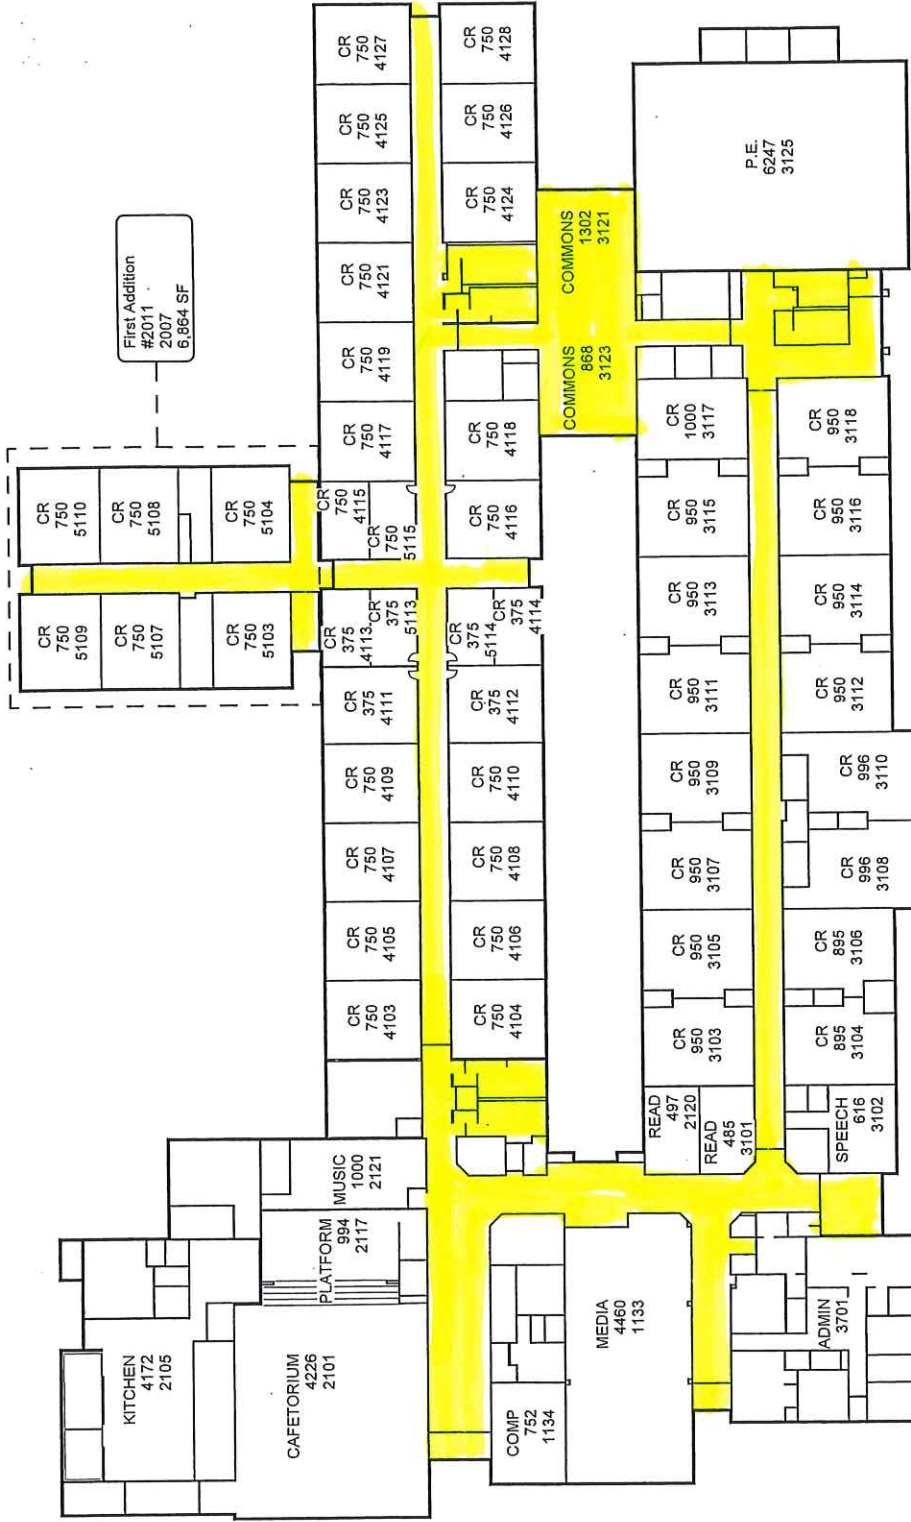 First Addition
#2011
2007
6,864 SF
CR
750
4127
CR
750
4128
CR
750
4125
CR
750
4126
CR
750
4123
CR
750
4124
CR
750
4121
CR
750
4119
CR
750
4117
CR
750
4118
COMMONS
1302
3121
COMMONS
868
3123
P.E.
6247
3125
CR
750
5110
CR
750
5108
CR
750
5104
CR
750
5109
CR
750
5107
CR
750
5103
CR
750
4115
CR
750
5115
CR
750
4116
CR
375
4113
CR
375
5113
CR
375
5114
CR
375
4114
CR
375
4111
CR
375
4112
CR
750
4109
CR
750
4110
CR
750
4107
CR
750
4108
CR
750
4105
CR
750
4106
CR
750
4103
CR
750
4104
CR
1000
3117
CR
950
3118
CR
950
3115
CR
950
3116
CR
950
3113
CR
950
3114
CR
950
3111
CR
950
3112
CR
950
3109
CR
996
3110
CR
950
3107
CR
996
3108
CR
950
3105
CR
895
3106
CR
950
3103
CR
895
3104
READ
497
2120
READ
485
3101
SPEECH
616
3102
MUSIC
1000
2121
PLATFORM
994
2117
KITCHEN
4172
2105
CAFETORIUM
4226
2101
COMP
752
1134
MEDIA
4460
1133
ADMIN
3701